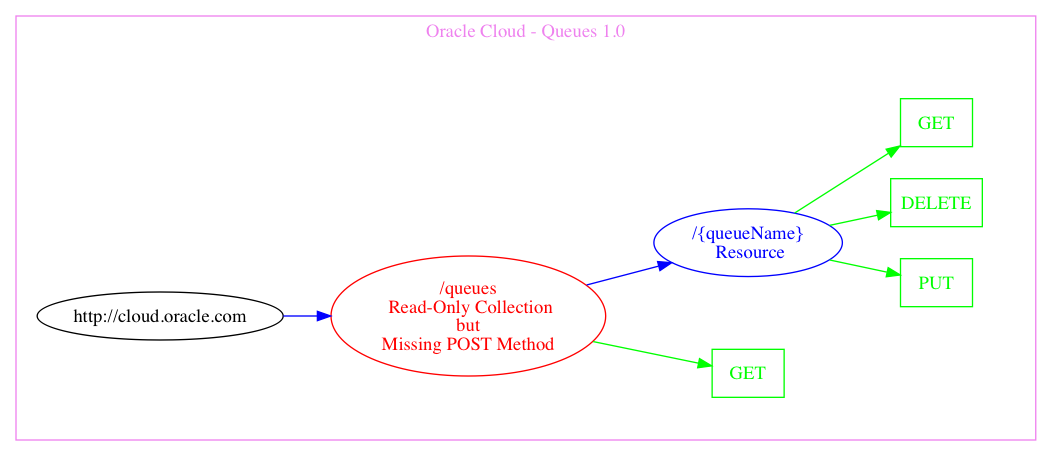 Oracle Cloud - Queues 1.0
http://cloud.oracle.com
/queues
Read-Only Collection
but
Missing POST Method
/{queueName}
Resource
GET
DELETE
PUT
GET